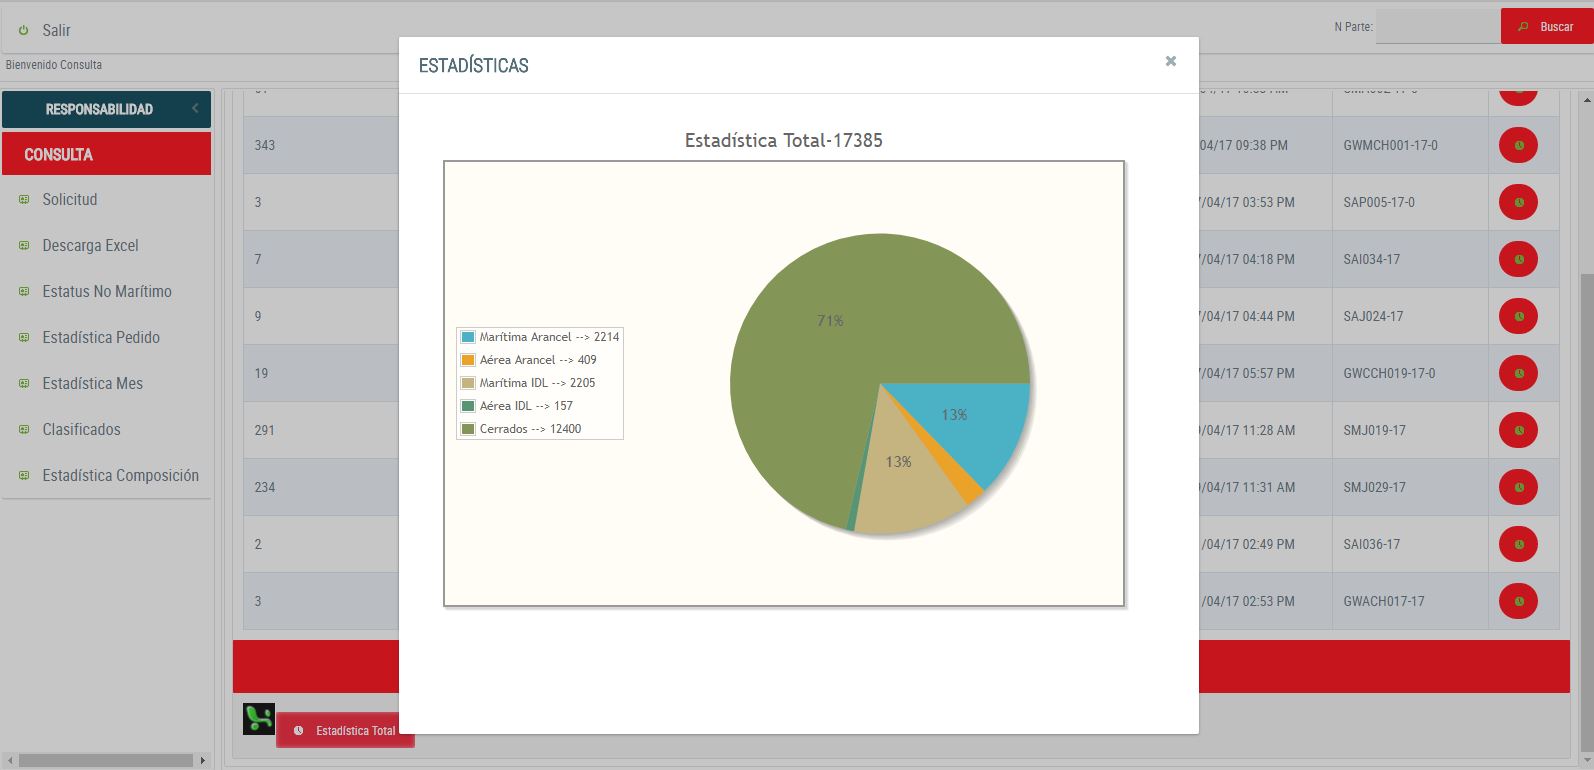 Salir
N Parte:
Buscar
Bienvenido Consulta
RESPONSABILIDAD
CONSULTA
Solicitud
Descarga Excel
Estatus No Marítimo
Estadística Pedido
Estadística Mes
Clasificados
Estadística Composición
ESTADÍSTICAS
Estadística Total-17385
71%
13%
13%
Marítima Arancel --> 2214
Aérea Arancel --> 409
Marítima IDL --> 2205
Aérea IDL --> 157
Cerrados --> 12400
343 04/17 09:38 PM GWMCH001-17-0
3 /04/17 03:53 PM SAP005-17-0
7 /04/17 04:18 PM SAI034-17
9 /04/17 04:44 PM SAJ024-17
19 /04/17 05:57 PM GWCCH019-17-0
291 /04/17 11:28 AM SMJ019-17
234 /04/17 11:31 AM SMJ029-17
2 /04/17 02:49 PM SAI036-17
3 /04/17 02:53 PM GWACH017-17
Estadística Total